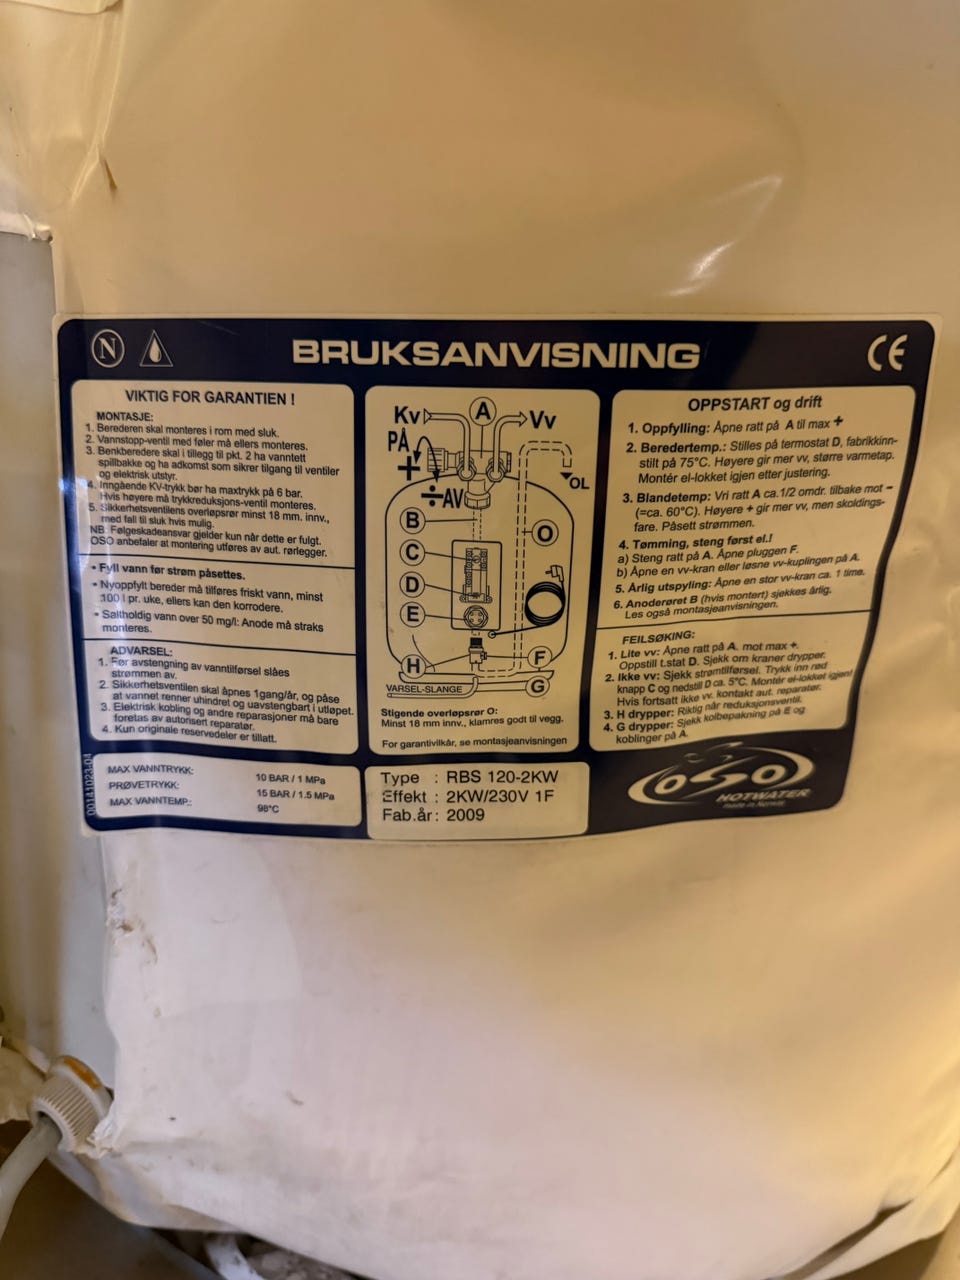 N
BRUKSANVISNING
CE
VIKTIG FOR GARANTIEN !
MONTASJE:
1. Berederen skal monteres i rom med sluk.
2. Vannstopp-ventil med føler må ellers monteres.
3. Benkberedere skal i tillegg til pkt. 2 ha vanntett
spillbakke og ha adkomst som sikrer tilgang til ventiler
og elektrisk utstyr.
4. Inngående KV-trykk bør ha maxtrykk på 6 bar.
Hvis høyere må trykkreduksjons-ventil monteres.
5. Sikkerhetsventilens overløpsrør minst 18 mm. innv.,
med fall til sluk hvis mulig.
NB. Følgeskadeansvar gjelder kun når dette er fulgt.
OSO anbefaler at montering utføres av aut. rørlegger.
• Fyll vann før strøm påsettes.
• Nyoppfylt bereder må tilføres friskt vann, minst
100 l pr. uke, ellers kan den korrodere.
• Saltholdig vann over 50 mg/l: Anode må straks
monteres.
ADVARSEL:
1. Før avstengning av vanntilførsel slåes
strømmen av.
2. Sikkerhetsventilen skal åpnes 1gang/år, og påse
at vannet renner uhindret og uavstengbart i utløpet.
3. Elektrisk kobling og andre reparasjoner må bare
foretas av autorisert reparatør.
4. Kun originale reservedeler er tillatt.
Kv
A
Vv
PÅ
+
÷AV
OL
B
O
C
D
E
H
F
VARSEL-SLANGE
G
Stigende overløpsrør O:
Minst 18 mm innv., klamres godt til vegg.
For garantivilkår, se montasjeanvisningen
OPPSTART og drift
1. Oppfylling: Åpne ratt på A til max +
2. Beredertemp.: Stilles på termostat D, fabrikkinn-
stilt på 75°C. Høyere gir mer vv, større varmetap.
Montér el-lokket igjen etter justering.
3. Blandetemp: Vri ratt A ca.1/2 omdr. tilbake mot −
(=ca. 60°C). Høyere + gir mer vv, men skoldings-
fare. Påsett strømmen.
4. Tømming, steng først el.!
a) Steng ratt på A. Åpne pluggen F.
b) Åpne en vv-kran eller løsne vv-kuplingen på A.
5. Årlig utspyling: Åpne en stor vv-kran ca. 1 time.
6. Anoderøret B (hvis montert) sjekkes årlig.
Les også montasjeanvisningen.
FEILSØKING:
1. Lite vv: Åpne ratt på A. mot max +.
Oppstill t.stat D. Sjekk om kraner drypper.
2. Ikke vv: Sjekk strømtilførsel. Trykk inn rød
knapp C og nedstill D ca. 5°C. Montér el-lokket igjen!
Hvis fortsatt ikke vv. kontakt aut. reparatør.
3. H drypper: Riktig når reduksjonsventil.
4. G drypper: Sjekk kolbepakning på E og
koblinger på A.
00141023-04
MAX VANNTRYKK: 10 BAR / 1 MPa
PRØVETRYKK: 15 BAR / 1.5 MPa
MAX VANNTEMP.: 98°C
Type : RBS 120-2KW
Effekt : 2KW/230V 1F
Fab.år : 2009
OSO
HOTWATER
made in Norway